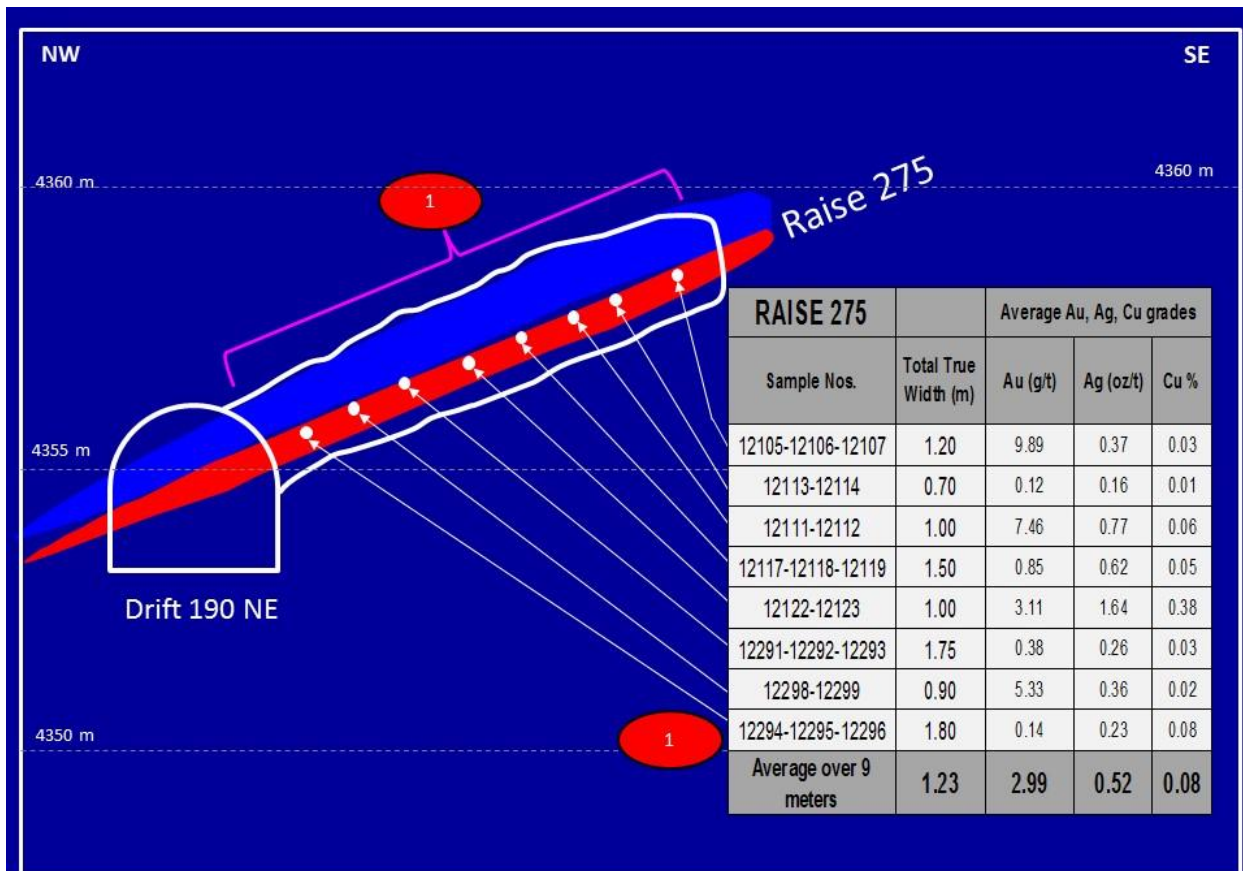 NW
SE
4360 m
4360 m
1
Raise 275
4355 m
Drift 190 NE
4350 m
1
RAISE 275 Average Au, Ag, Cu grades
Sample Nos. Total True Width (m) Au (g/t) Ag (oz/t) Cu %
12105-12106-12107 1.20 9.89 0.37 0.03
12113-12114 0.70 0.12 0.16 0.01
12111-12112 1.00 7.46 0.77 0.06
12117-12118-12119 1.50 0.85 0.62 0.05
12122-12123 1.00 3.11 1.64 0.38
12291-12292-12293 1.75 0.38 0.26 0.03
12298-12299 0.90 5.33 0.36 0.02
12294-12295-12296 1.80 0.14 0.23 0.08
Average over 9 meters 1.23 2.99 0.52 0.08